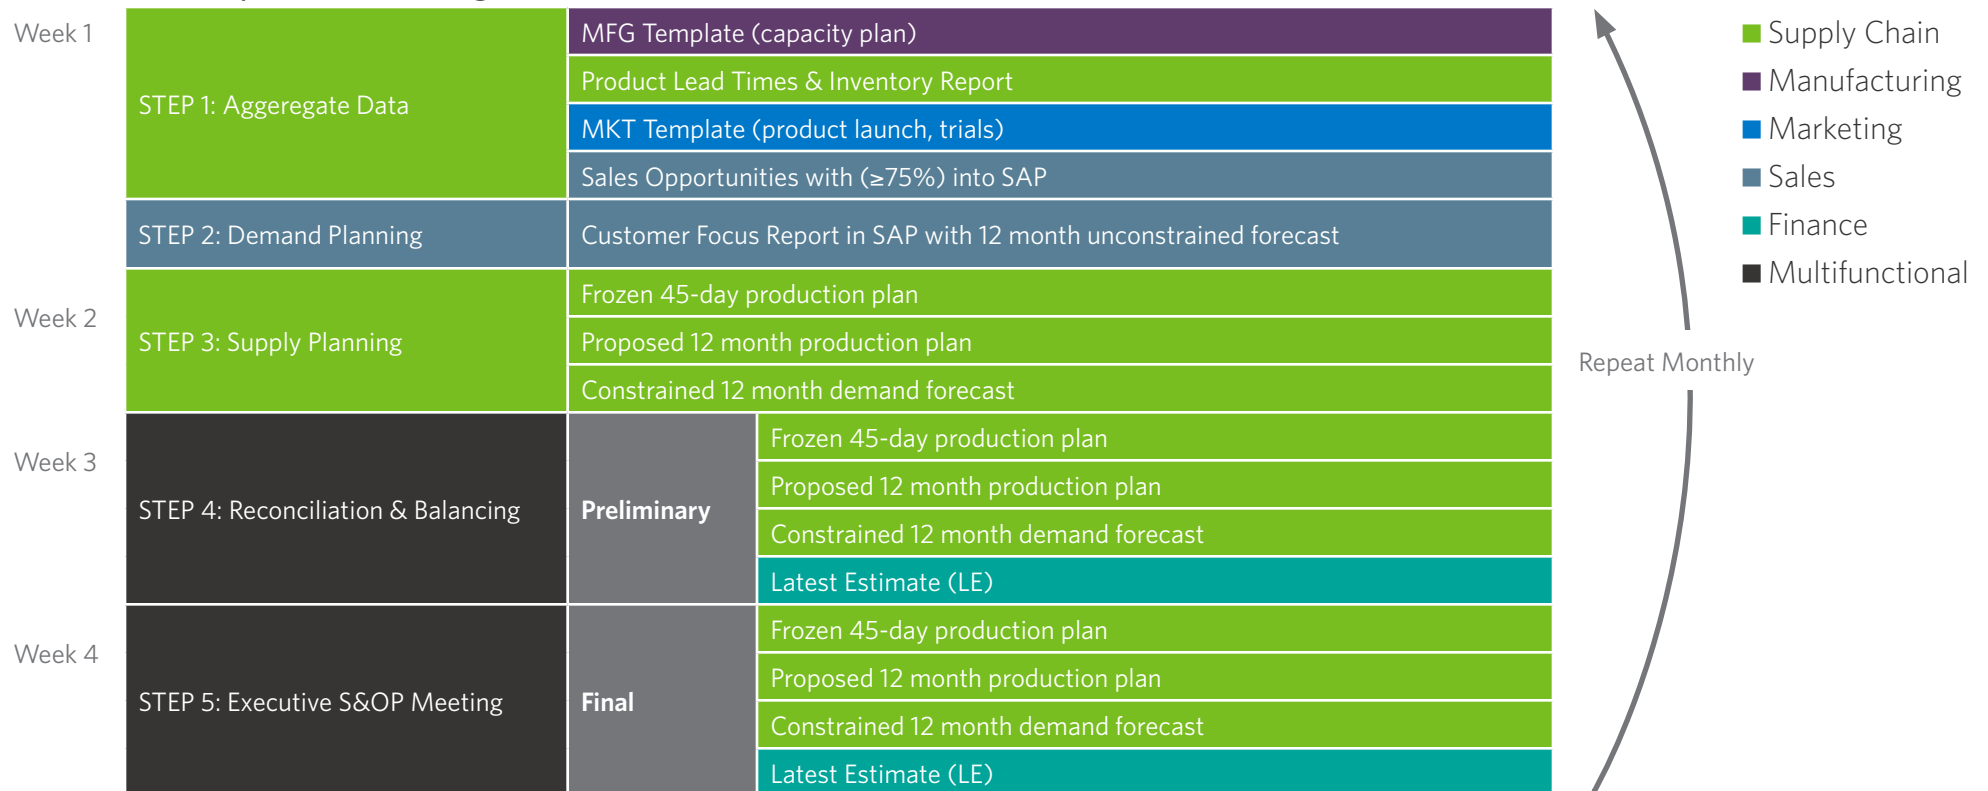 Week 1
STEP 1: Aggeregate Data
MFG Template (capacity plan)
Product Lead Times & Inventory Report
MKT Template (product launch, trials)
Sales Opportunities with (≥75%) into SAP
STEP 2: Demand Planning
Customer Focus Report in SAP with 12 month unconstrained forecast
Week 2
STEP 3: Supply Planning
Frozen 45-day production plan
Proposed 12 month production plan
Constrained 12 month demand forecast
Week 3
STEP 4: Reconciliation & Balancing
Preliminary
Frozen 45-day production plan
Proposed 12 month production plan
Constrained 12 month demand forecast
Latest Estimate (LE)
Week 4
STEP 5: Executive S&OP Meeting
Final
Frozen 45-day production plan
Proposed 12 month production plan
Constrained 12 month demand forecast
Latest Estimate (LE)
Repeat Monthly
Supply Chain
Manufacturing
Marketing
Sales
Finance
Multifunctional